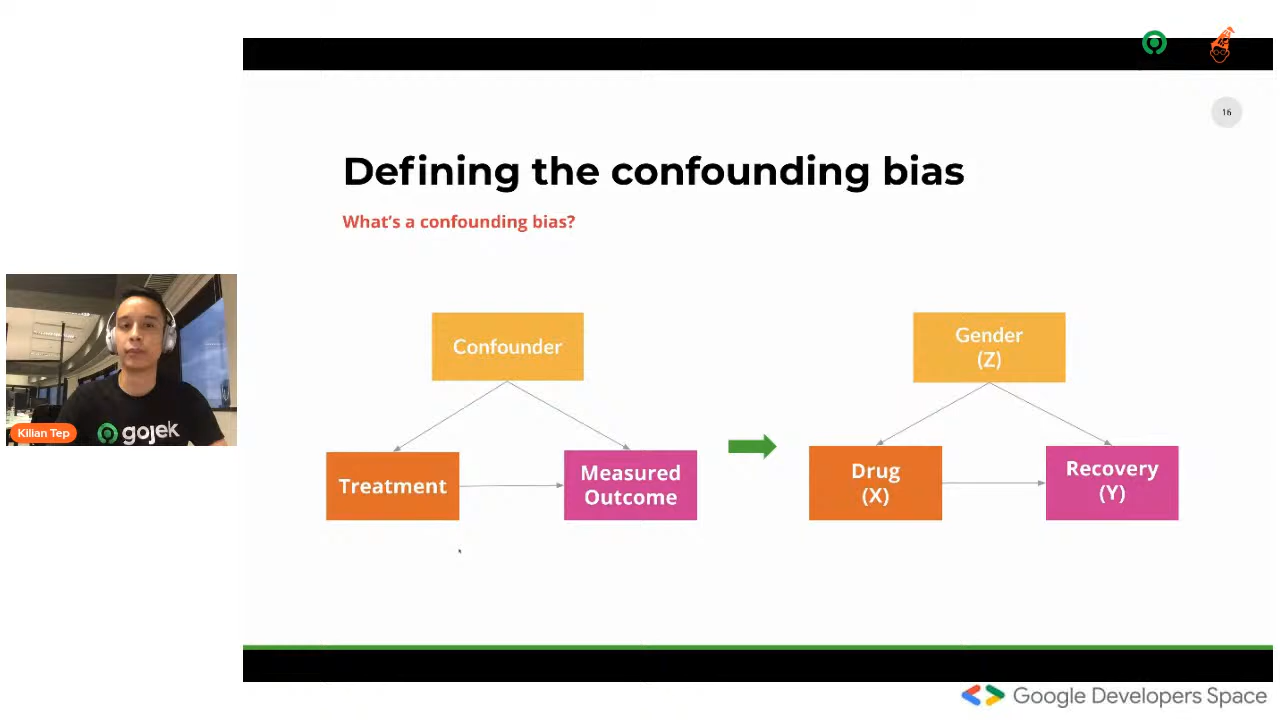 16
Defining the confounding bias
What's a confounding bias?
Confounder
Treatment
Measured
Outcome
Gender
(Z)
Drug
(X)
Recovery
(Y)
Kilian Tep
gojek
Google Developers Space